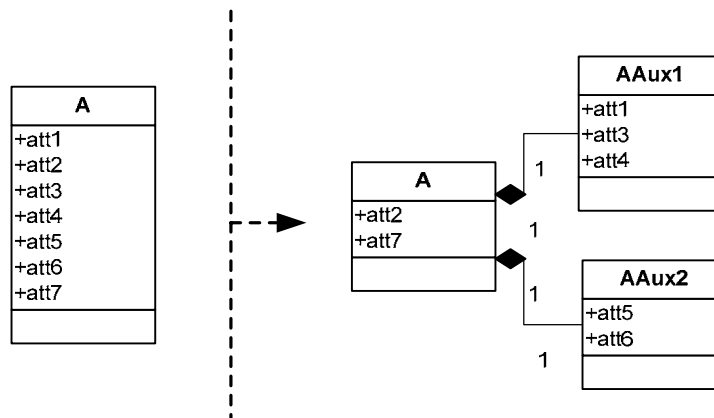 A
+att1
+att2
+att3
+att4
+att5
+att6
+att7
A
+att2
+att7
1
1
1
1
AAux1
+att1
+att3
+att4
AAux2
+att5
+att6